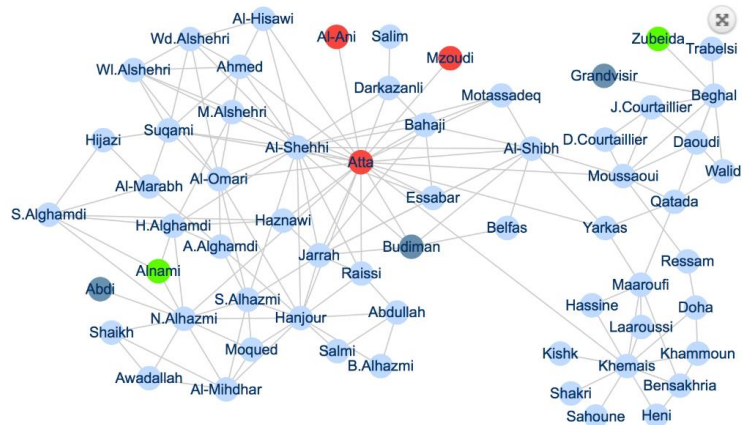 Al-Hisawi
Wd.Alshehri
Al-Ani
Salim
Zubeida
Trabelsi
Wl.Alshehri
Ahmed
Mzoudi
Grandvisir
Darkazanli
Motassadeq
Beghal
M.Alshehri
J.Courtaillier
Suqami
Bahaji
Hijazi
Al-Shehhi
Al-Shibh
D.Courtaillier
Daoudi
Atta
Al-Marabh
Al-Omari
Moussaoui
Walid
Essabar
Qatada
S.Alghamdi
H.Alghamdi
Haznawi
Belfas
Yarkas
A.Alghamdi
Jarrah
Budiman
Alnami
Raissi
Ressam
Abdi
Maaroufi
S.Alhazmi
Hassine
Doha
N.Alhazmi
Hanjour
Abdullah
Laaroussi
Shaikh
Moqued
Salmi
Kishk
Khemais
Khammoun
B.Alhazmi
Awadallah
Al-Mihdhar
Shakri
Bensakhria
Sahoune
Heni